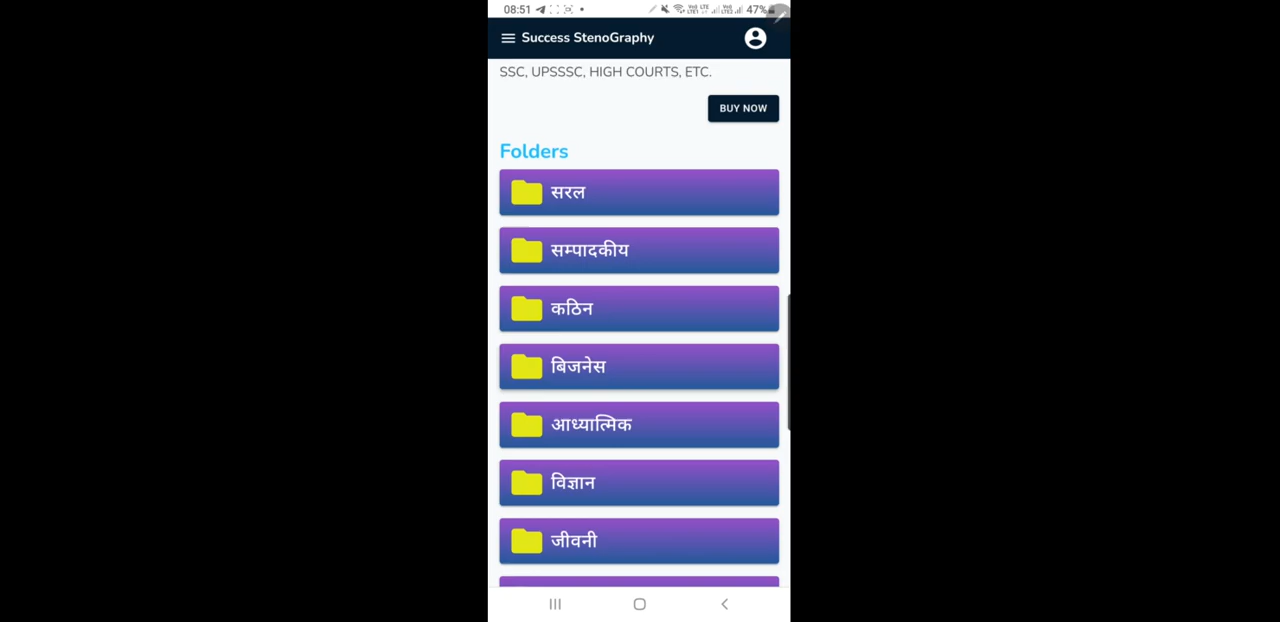 08:51 47%
Success StenoGraphy
SSC, UPSSSC, HIGH COURTS, ETC.
BUY NOW
Folders
सरल
सम्पादकीय
कठिन
बिजनेस
आध्यात्मिक
विज्ञान
जीवनी